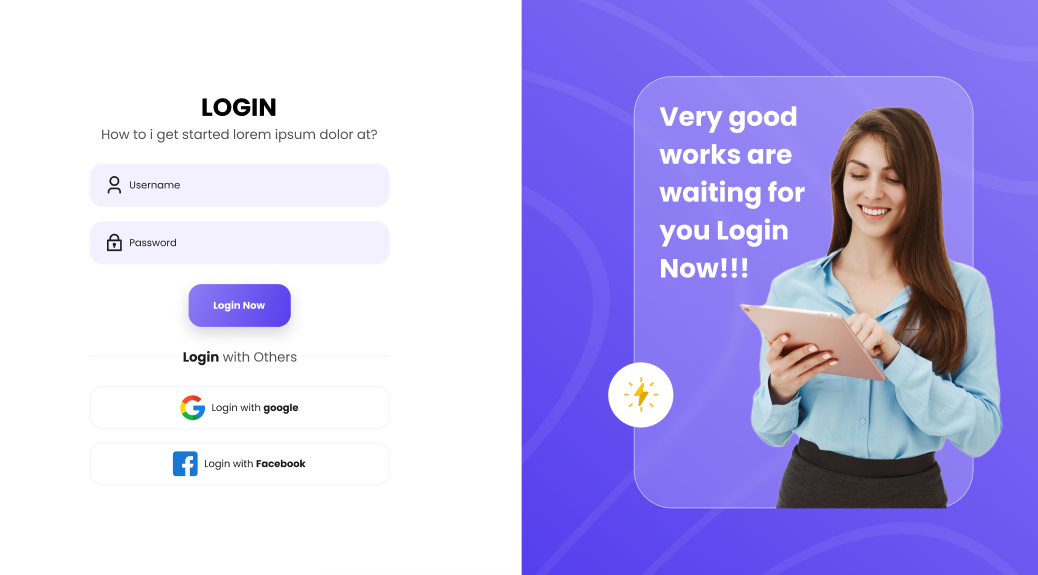 LOGIN
How to i get started lorem ipsum dolor at?
Username
Password
Login Now
Login with Others
Login with google
Login with Facebook
Very good
works are
waiting for
you Login
Now!!!